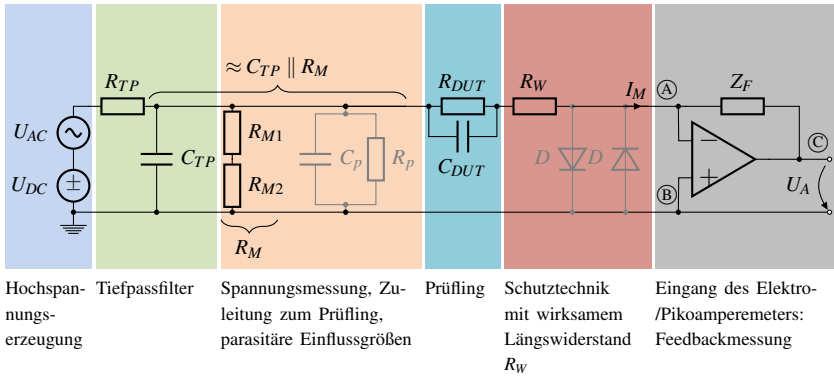 ≈ C_TP ∥ R_M
R_TP
R_DUT
R_W
I_M
A
Z_F
U_AC
C_TP
R_M1
C_p
R_p
C_DUT
D
D
−
+
C
U_DC
±
R_M2
B
U_A
R_M
Hochspan-
nungs-
erzeugung
Tiefpassfilter
Spannungsmessung, Zu-
leitung zum Prüfling,
parasitäre Einflussgrößen
Prüfling
Schutztechnik
mit wirksamem
Längswiderstand
R_W
Eingang des Elektro-
/Pikoamperemeters:
Feedbackmessung